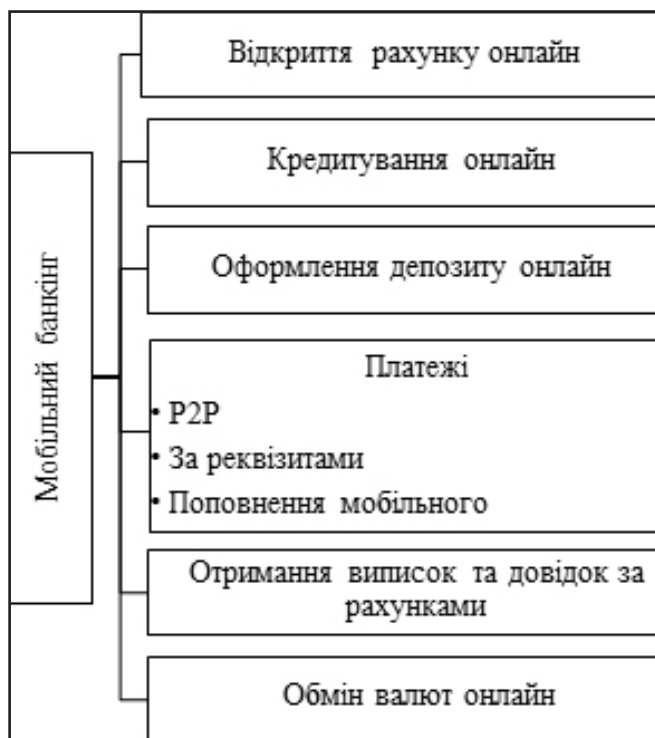 Мобільний банкінг
Відкриття рахунку онлайн
Кредитування онлайн
Оформлення депозиту онлайн
Платежі
• P2P
• За реквізитами
• Поповнення мобільного
Отримання виписок та довідок за
рахунками
Обмін валют онлайн